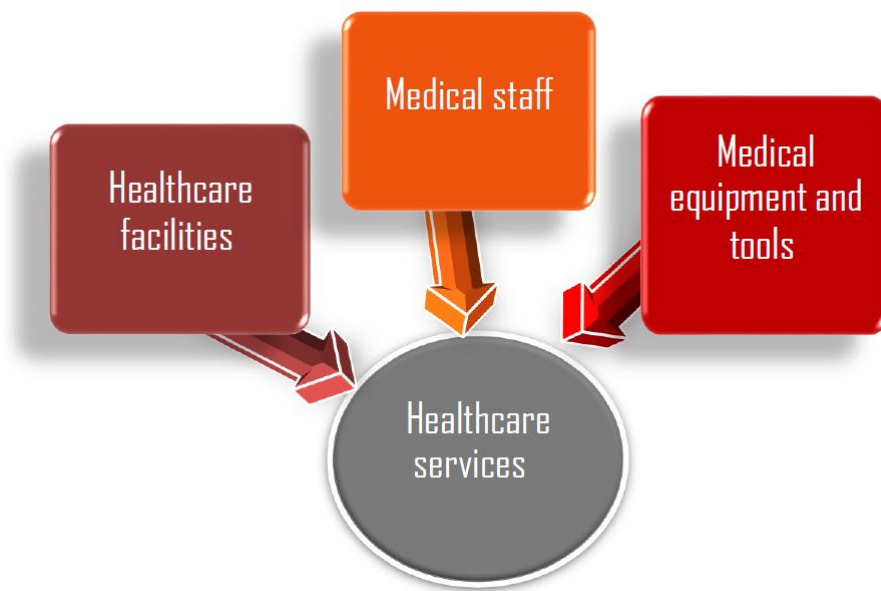 Medical staff
Healthcare
facilities
Medical
equipment and
tools
Healthcare
services